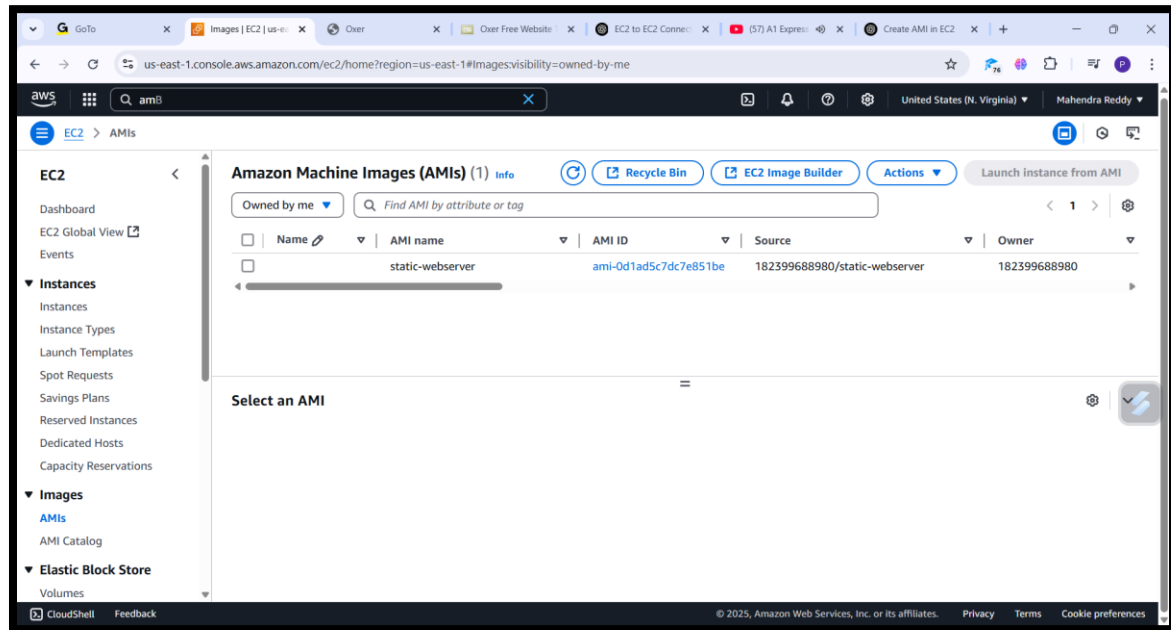 GoTo Images | EC2 | us-ea Oxer Oxer Free Website EC2 to EC2 Connec (57) A1 Express Create AMI in EC2
us-east-1.console.aws.amazon.com/ec2/home?region=us-east-1#Images:visibility=owned-by-me 76 P
aws amB United States (N. Virginia) Mahendra Reddy
EC2 > AMIs
EC2
Dashboard
EC2 Global View
Events
Instances
Instances
Instance Types
Launch Templates
Spot Requests
Savings Plans
Reserved Instances
Dedicated Hosts
Capacity Reservations
Images
AMIs
AMI Catalog
Elastic Block Store
Volumes
Amazon Machine Images (AMIs) (1) Info Recycle Bin EC2 Image Builder Actions Launch instance from AMI
Owned by me Find AMI by attribute or tag 1
Name AMI name AMI ID Source Owner
static-webserver ami-0d1ad5c7dc7e851be 182399688980/static-webserver 182399688980
Select an AMI
CloudShell Feedback © 2025, Amazon Web Services, Inc. or its affiliates. Privacy Terms Cookie preferences